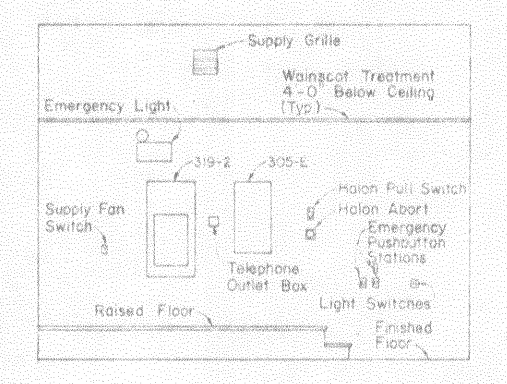 Supply Grille
Wainscot Treatment
4-0" Below Ceiling
(Typ)
Emergency Light
319-2
305-E
Halon Pull Switch
Halon Abort
Supply Fan
Switch
Emergency
Pushbutton
Stations
Telephone
Outlet Box
Light Switches
Raised Floor
Finished
Floor